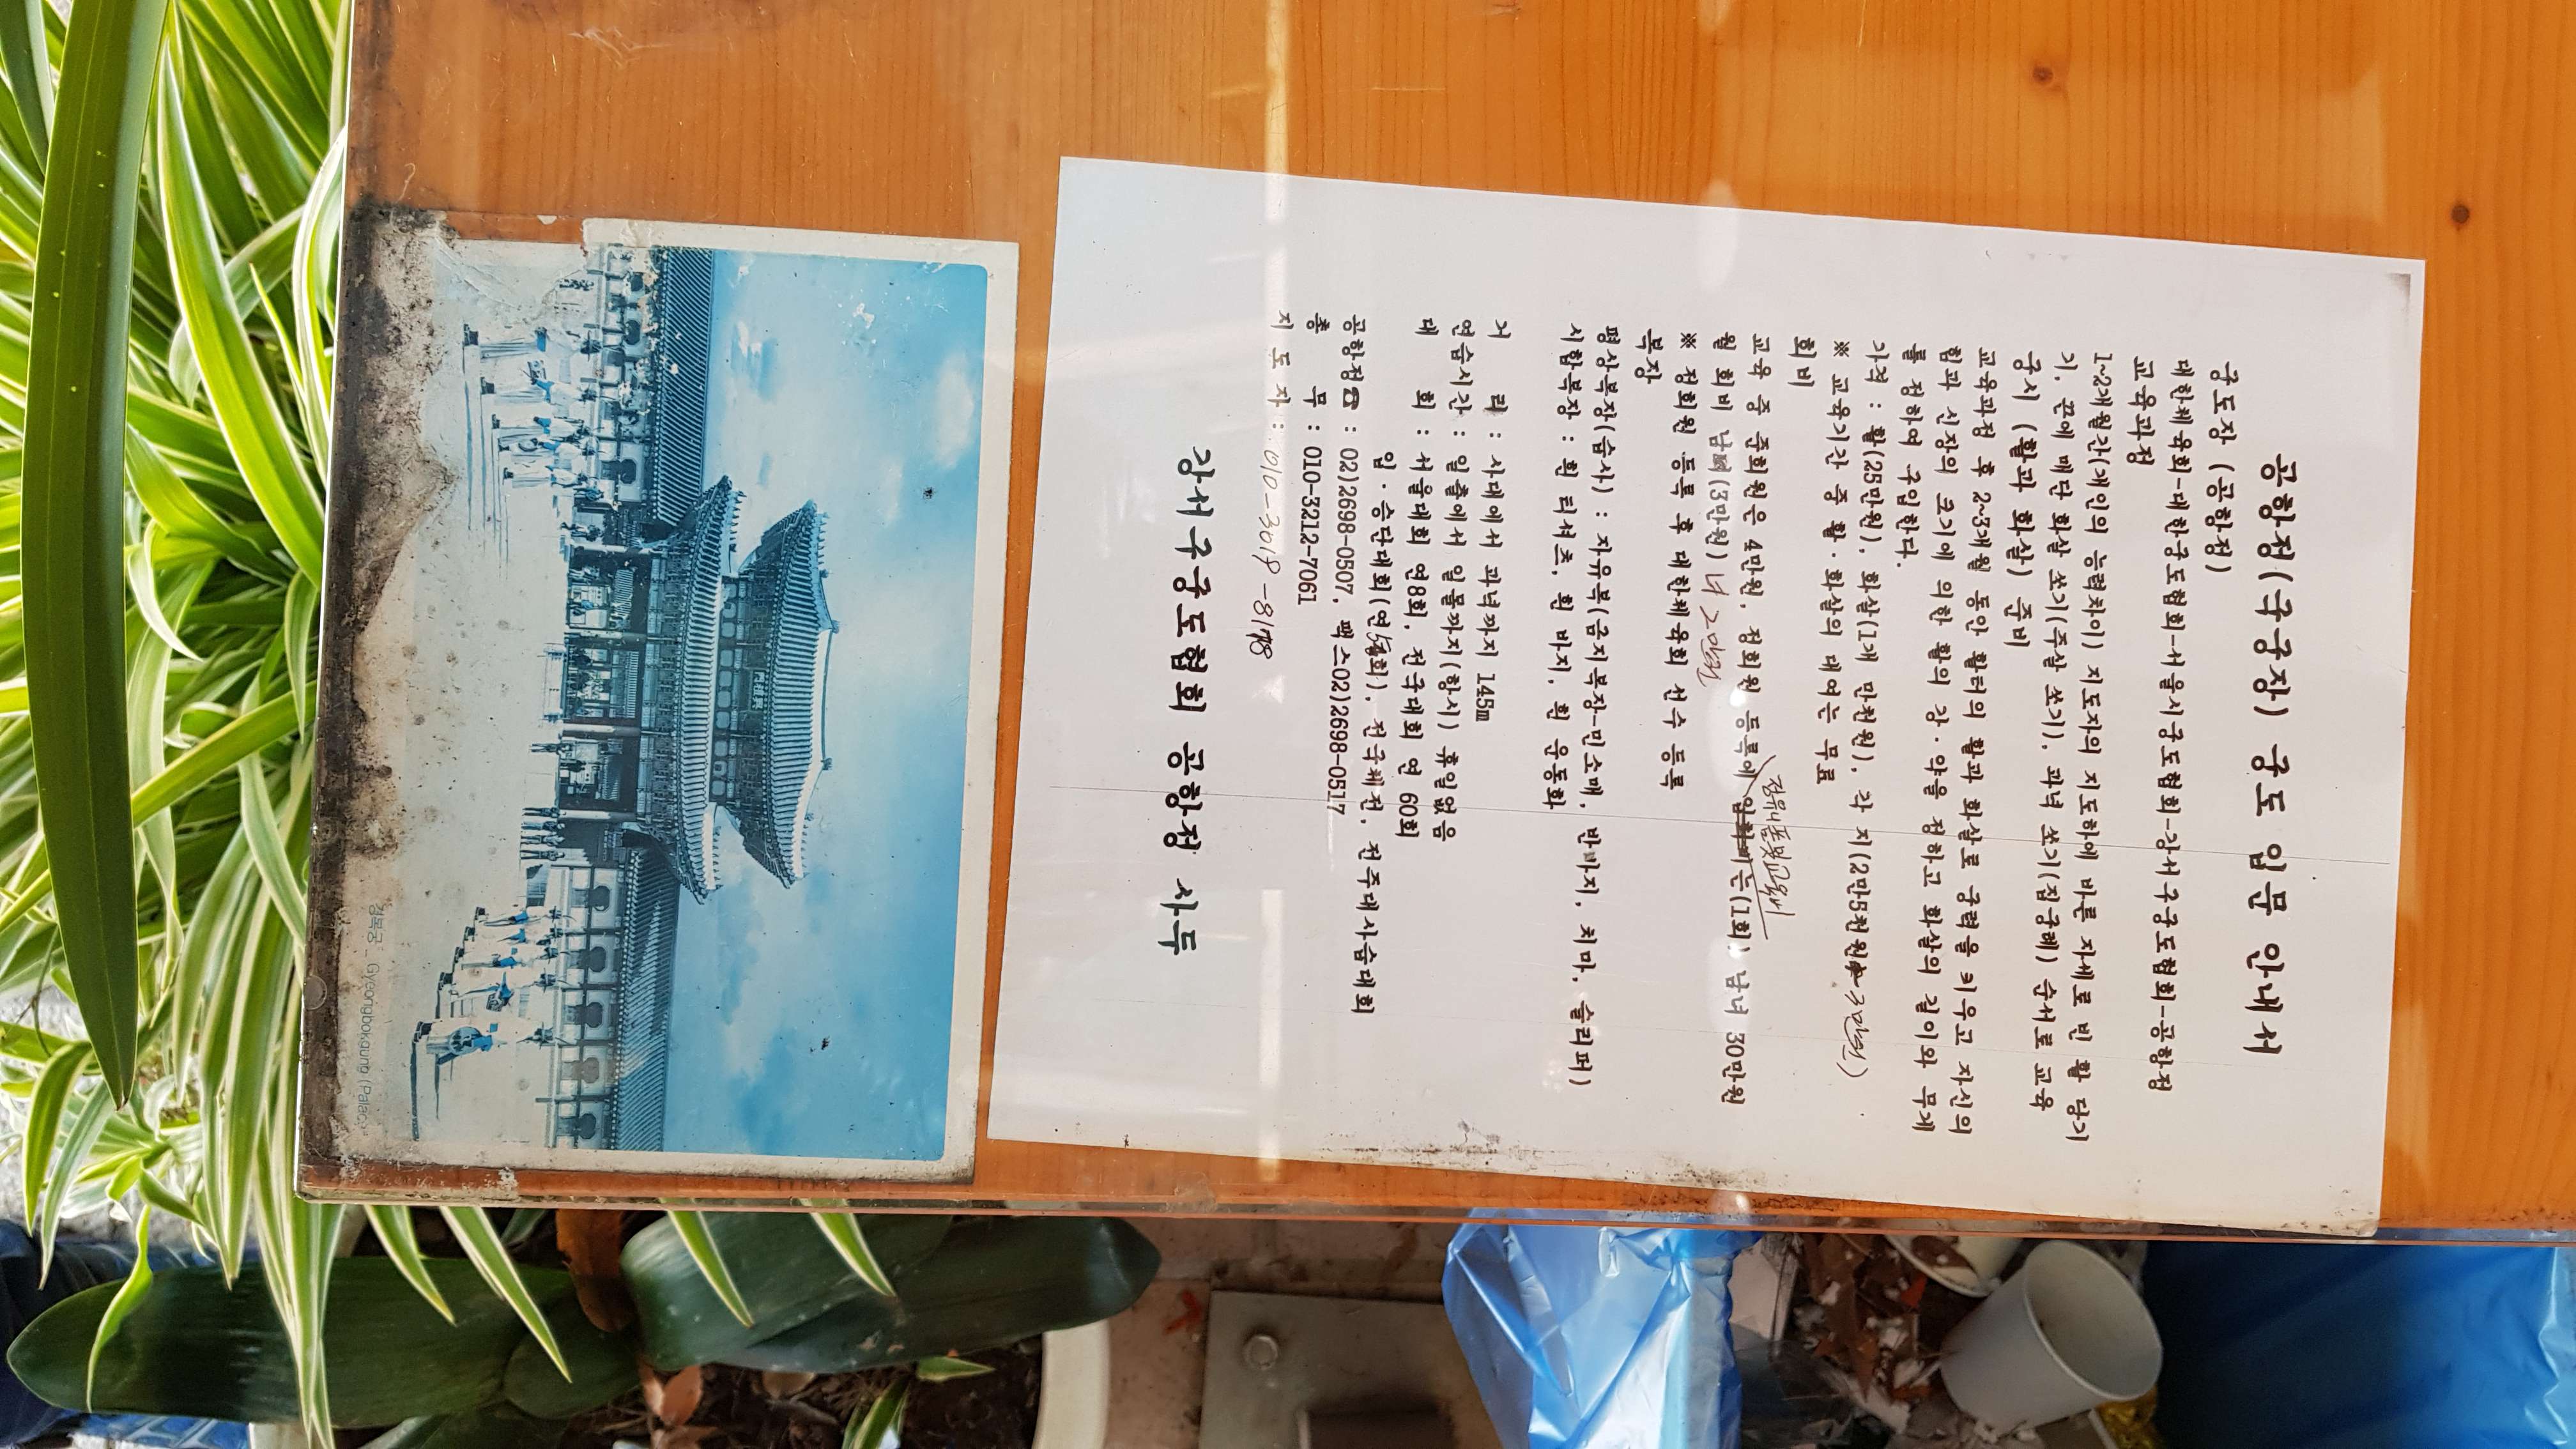 공항정(국궁장) 궁도 입문 안내서
궁도장 (공항정)
대한체육회-대한궁도협회-서울시궁도협회-강서구궁도협회-공항정
교육과정
1~2개월간(개인의 능력차이) 지도자의 지도하에 바른 자세로 빈 활 당기
기, 끈에 매단 화살 쏘기(주살 쏘기), 과녁 쏘기(집궁례) 순서로 교육
궁시 (활과 화살) 준비
교육과정 후 2~3개월 동안 활터의 활과 화살로 궁력을 키우고 자신의
힘과 신장의 크기에 의한 활의 강·약을 정하고 화살의 길이와 무게
를 정하여 구입한다.
가격 : 활(25만원), 화살(1개 만천원), 각 지(2만5천원 3만원)
※ 교육기간 중 활·화살의 대여는 무료
회비
정유니폼및교육비
교육 중 준회원은 4만원, 정회원 등록에 는(1회) 남녀 30만원
월 회비 남(3만원) 녀 2만원
※ 정회원 등록 후 대한체육회 선수 등록
복장
평상복장(습사) : 자유복(금지복장-민소매, 반바지, 치마, 슬리퍼)
시합복장 : 흰 티셔츠, 흰 바지, 흰 운동화
거 리 : 사대에서 과녁까지 145m
연습시간 : 일출에서 일몰까지(항시) 휴일없음
대 회 : 서울대회 연8회, 전국대회 연 60회
입·승단대회(연5회), 전국체전, 전주대사습대회
공항정☎ : 02)2698-0507, 팩스02)2698-0517
총 무 : 010-3212-7061
지 도 자 : 010-3019-8178
강서구궁도협회 공항정 사두
경복궁 - Gyeongbokgung (Palac